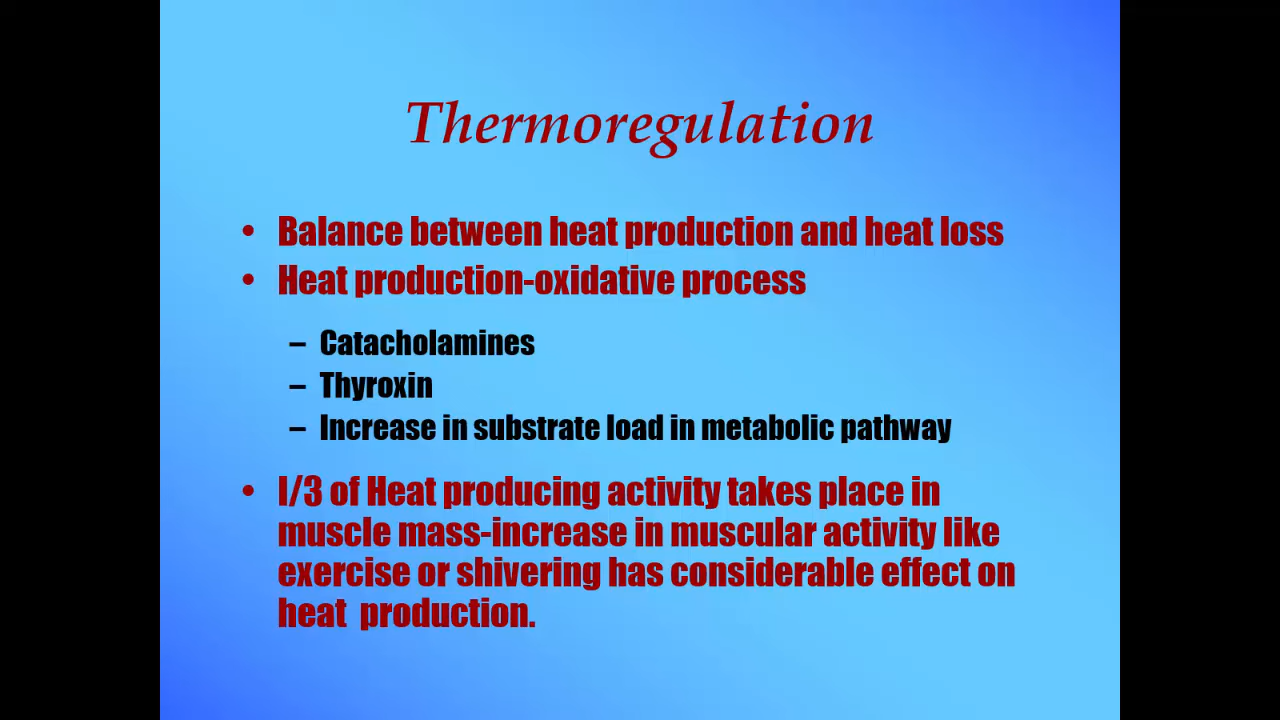 Thermoregulation
• Balance between heat production and heat loss
• Heat production-oxidative process
– Catacholamines
– Thyroxin
– Increase in substrate load in metabolic pathway
• I/3 of Heat producing activity takes place in
muscle mass-increase in muscular activity like
exercise or shivering has considerable effect on
heat production.